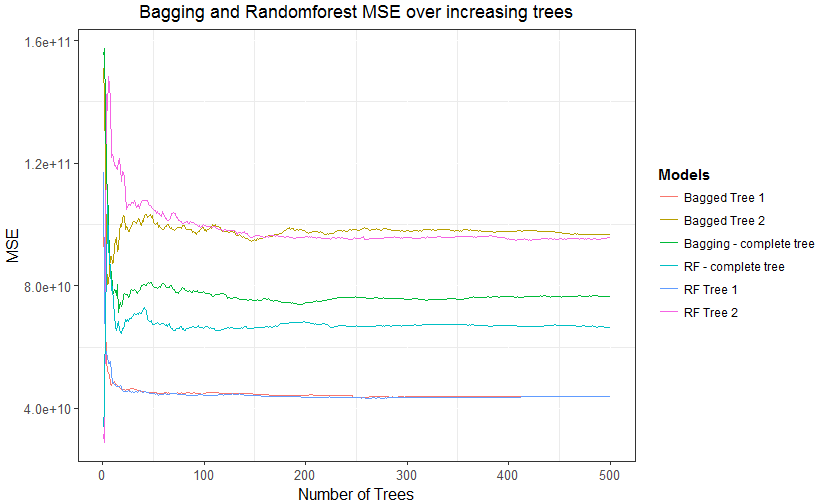 Bagging and Randomforest MSE over increasing trees
1.6e+11
1.2e+11
8.0e+10
4.0e+10
MSE
0
100
200
300
400
500
Number of Trees
Models
Bagged Tree 1
Bagged Tree 2
Bagging - complete tree
RF - complete tree
RF Tree 1
RF Tree 2